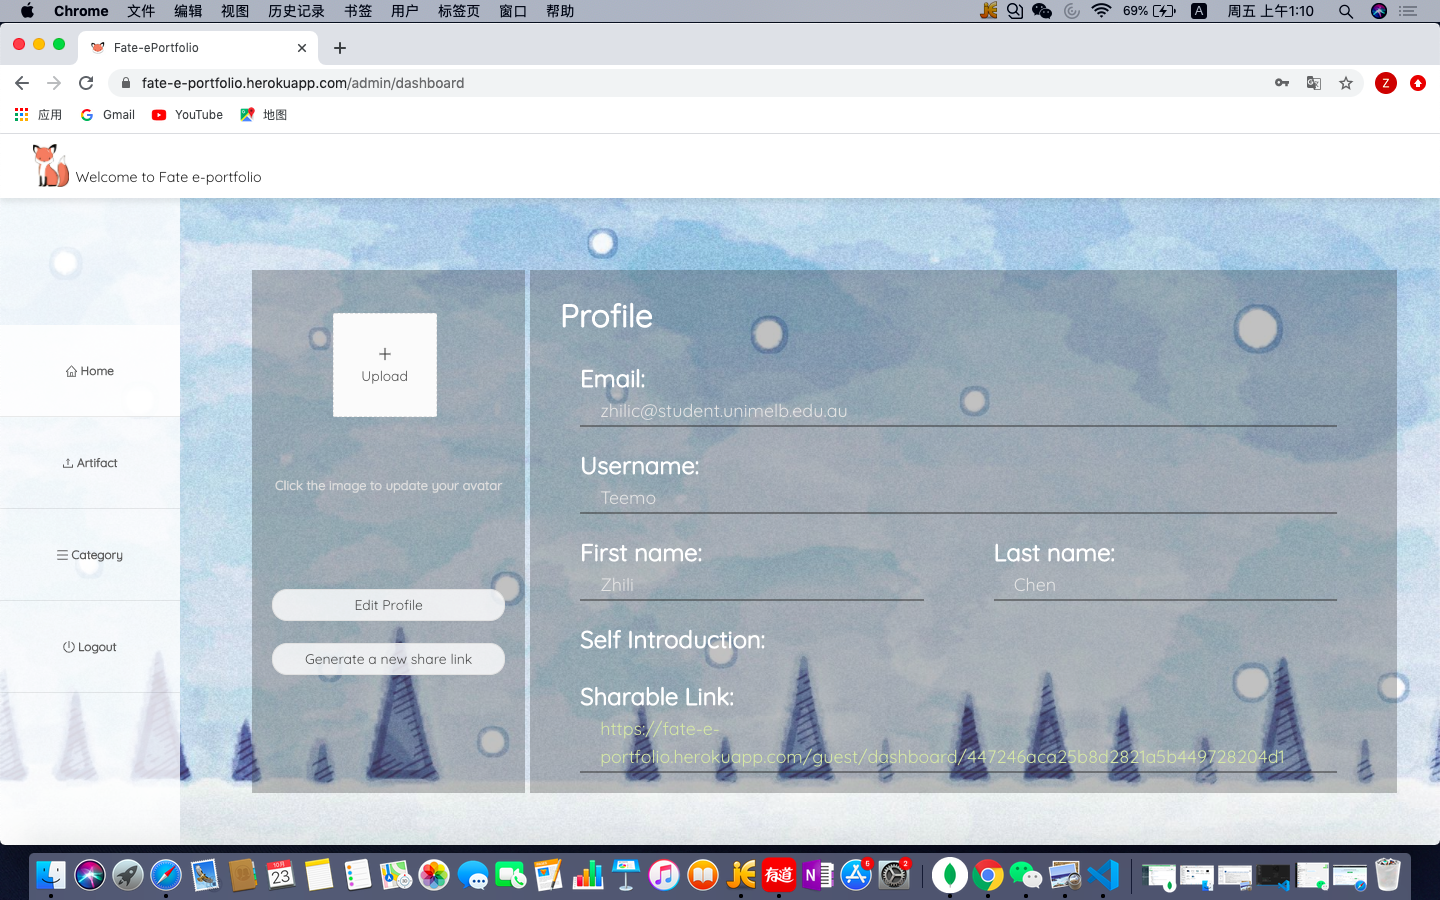 Chrome 文件 编辑 视图 历史记录 书签 用户 标签页 窗口 帮助 69% A 周五 上午1:10
Fate-ePortfolio
fate-e-portfolio.herokuapp.com/admin/dashboard Z
应用 Gmail YouTube 地图
Welcome to Fate e-portfolio
Home
Artifact
Category
Logout
Upload
Click the image to update your avatar
Edit Profile
Generate a new share link
Profile
Email:
zhilic@student.unimelb.edu.au
Username:
Teemo
First name: Last name:
Zhili Chen
Self Introduction:
Sharable Link:
https://fate-e-
portfolio.herokuapp.com/guest/dashboard/447246aca25b8d2821a5b449728204d1
10月
23
有道
N
6
2